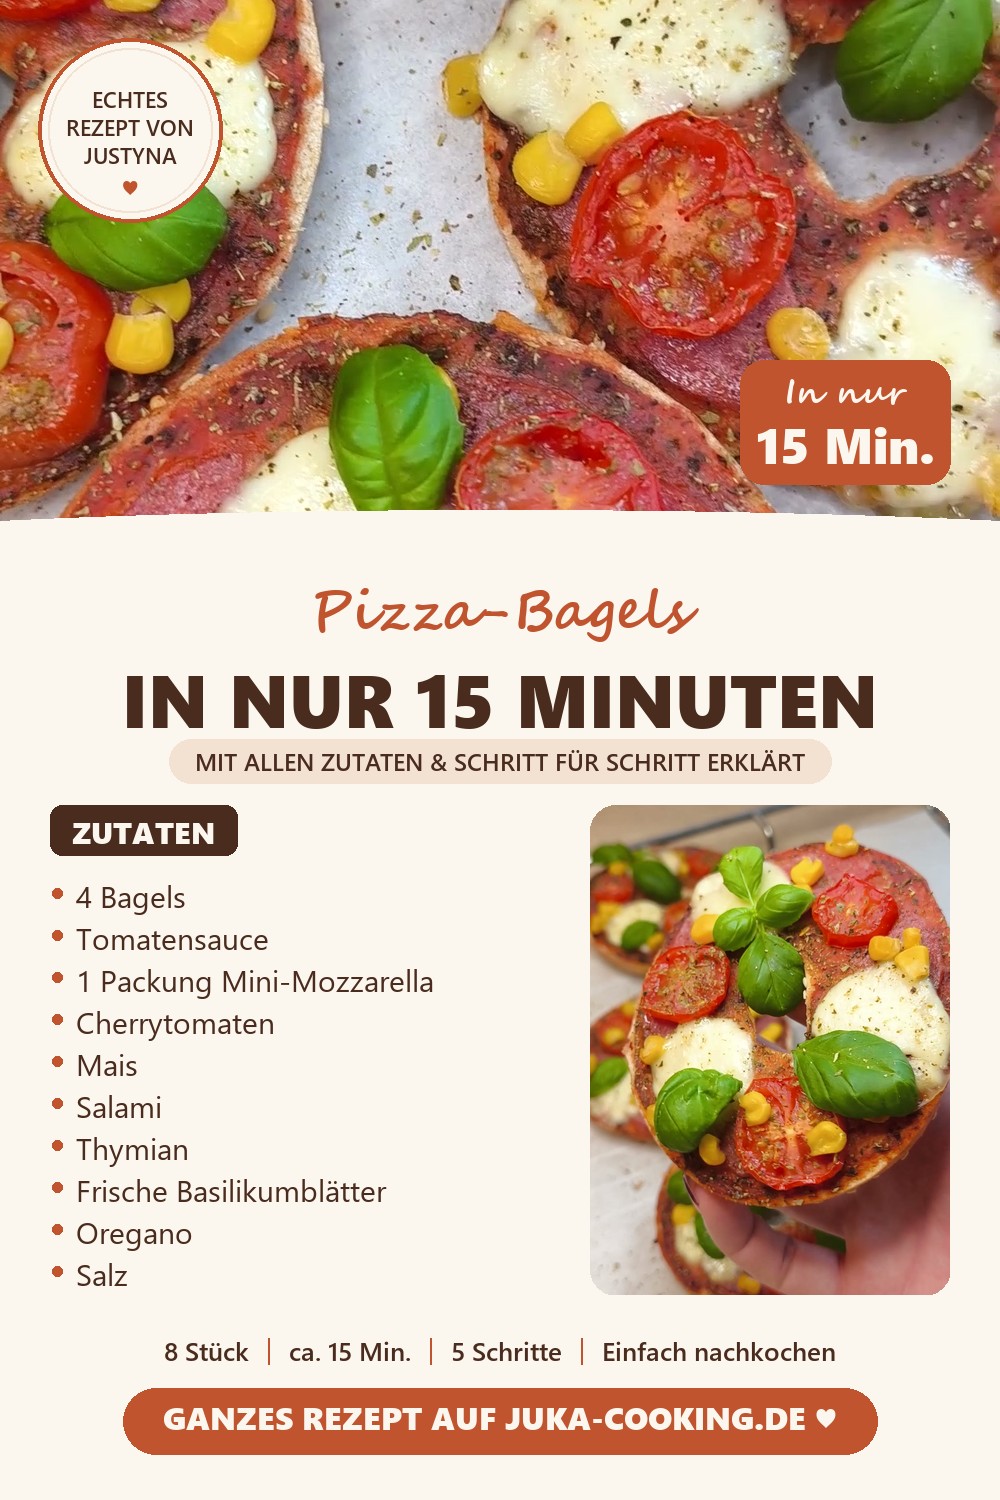 ECHTES
REZEPT VON
JUSTYNA
In nur
15 Min.
Pizza-Bagels
IN NUR 15 MINUTEN
MIT ALLEN ZUTATEN & SCHRITT FÜR SCHRITT ERKLÄRT
ZUTATEN
• 4 Bagels
• Tomatensauce
• 1 Packung Mini-Mozzarella
• Cherrytomaten
• Mais
• Salami
• Thymian
• Frische Basilikumblätter
• Oregano
• Salz
8 Stück | ca. 15 Min. | 5 Schritte | Einfach nachkochen
GANZES REZEPT AUF JUKA-COOKING.DE ♥